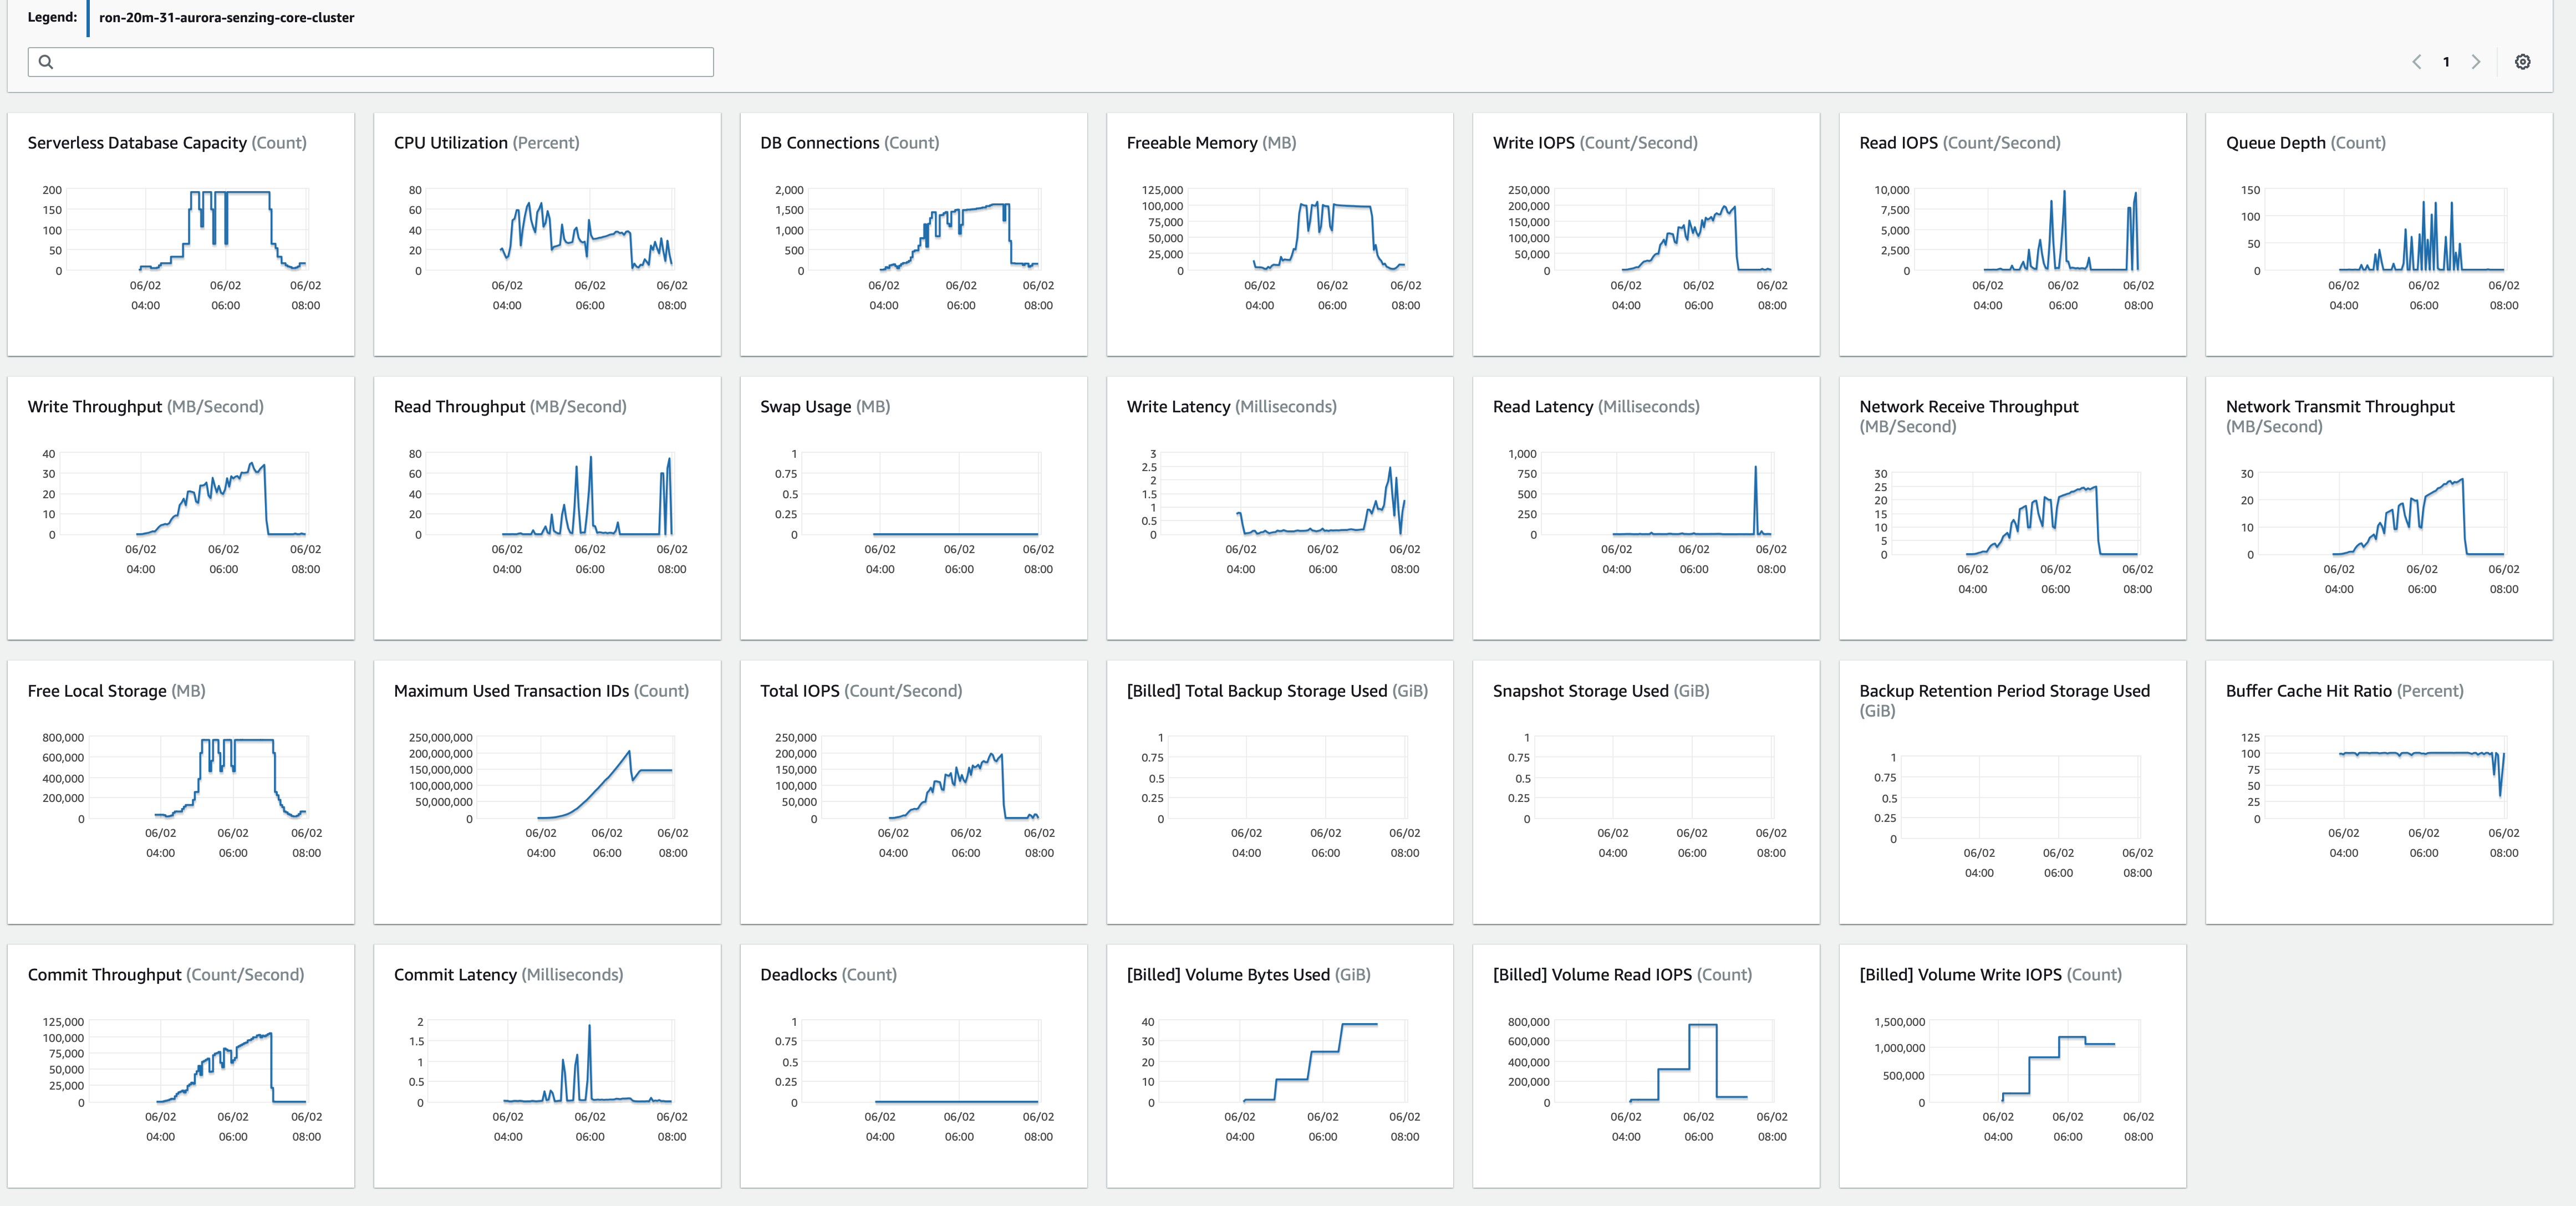 Legend: ron-20m-31-aurora-senzing-core-cluster
1
Serverless Database Capacity (Count)
200
150
100
50
0
06/02 06/02 06/02
04:00 06:00 08:00
CPU Utilization (Percent)
80
60
40
20
0
06/02 06/02 06/02
04:00 06:00 08:00
DB Connections (Count)
2,000
1,500
1,000
500
0
06/02 06/02 06/02
04:00 06:00 08:00
Freeable Memory (MB)
125,000
100,000
75,000
50,000
25,000
0
06/02 06/02 06/02
04:00 06:00 08:00
Write IOPS (Count/Second)
250,000
200,000
150,000
100,000
50,000
0
06/02 06/02 06/02
04:00 06:00 08:00
Read IOPS (Count/Second)
10,000
7,500
5,000
2,500
0
06/02 06/02 06/02
04:00 06:00 08:00
Queue Depth (Count)
150
100
50
0
06/02 06/02 06/02
04:00 06:00 08:00
Write Throughput (MB/Second)
40
30
20
10
0
06/02 06/02 06/02
04:00 06:00 08:00
Read Throughput (MB/Second)
80
60
40
20
0
06/02 06/02 06/02
04:00 06:00 08:00
Swap Usage (MB)
1
0.75
0.5
0.25
0
06/02 06/02 06/02
04:00 06:00 08:00
Write Latency (Milliseconds)
3
2.5
2
1.5
1
0.5
0
06/02 06/02 06/02
04:00 06:00 08:00
Read Latency (Milliseconds)
1,000
750
500
250
0
06/02 06/02 06/02
04:00 06:00 08:00
Network Receive Throughput
(MB/Second)
30
25
20
15
10
5
0
06/02 06/02 06/02
04:00 06:00 08:00
Network Transmit Throughput
(MB/Second)
30
20
10
0
06/02 06/02 06/02
04:00 06:00 08:00
Free Local Storage (MB)
800,000
600,000
400,000
200,000
0
06/02 06/02 06/02
04:00 06:00 08:00
Maximum Used Transaction IDs (Count)
250,000,000
200,000,000
150,000,000
100,000,000
50,000,000
0
06/02 06/02 06/02
04:00 06:00 08:00
Total IOPS (Count/Second)
250,000
200,000
150,000
100,000
50,000
0
06/02 06/02 06/02
04:00 06:00 08:00
[Billed] Total Backup Storage Used (GiB)
1
0.75
0.5
0.25
0
06/02 06/02 06/02
04:00 06:00 08:00
Snapshot Storage Used (GiB)
1
0.75
0.5
0.25
0
06/02 06/02 06/02
04:00 06:00 08:00
Backup Retention Period Storage Used
(GiB)
1
0.75
0.5
0.25
0
06/02 06/02 06/02
04:00 06:00 08:00
Buffer Cache Hit Ratio (Percent)
125
100
75
50
25
0
06/02 06/02 06/02
04:00 06:00 08:00
Commit Throughput (Count/Second)
125,000
100,000
75,000
50,000
25,000
0
06/02 06/02 06/02
04:00 06:00 08:00
Commit Latency (Milliseconds)
2
1.5
1
0.5
0
06/02 06/02 06/02
04:00 06:00 08:00
Deadlocks (Count)
1
0.75
0.5
0.25
0
06/02 06/02 06/02
04:00 06:00 08:00
[Billed] Volume Bytes Used (GiB)
40
30
20
10
0
06/02 06/02 06/02
04:00 06:00 08:00
[Billed] Volume Read IOPS (Count)
800,000
600,000
400,000
200,000
0
06/02 06/02 06/02
04:00 06:00 08:00
[Billed] Volume Write IOPS (Count)
1,500,000
1,000,000
500,000
0
06/02 06/02 06/02
04:00 06:00 08:00